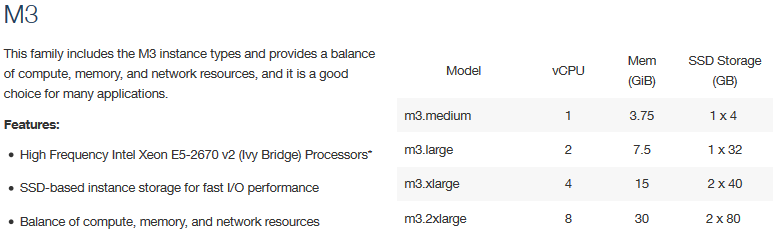 M3
This family includes the M3 instance types and provides a balance
of compute, memory, and network resources, and it is a good
choice for many applications.
Features:
• High Frequency Intel Xeon E5-2670 v2 (Ivy Bridge) Processors*
• SSD-based instance storage for fast I/O performance
• Balance of compute, memory, and network resources
Model vCPU Mem (GiB) SSD Storage (GB)
m3.medium 1 3.75 1 x 4
m3.large 2 7.5 1 x 32
m3.xlarge 4 15 2 x 40
m3.2xlarge 8 30 2 x 80